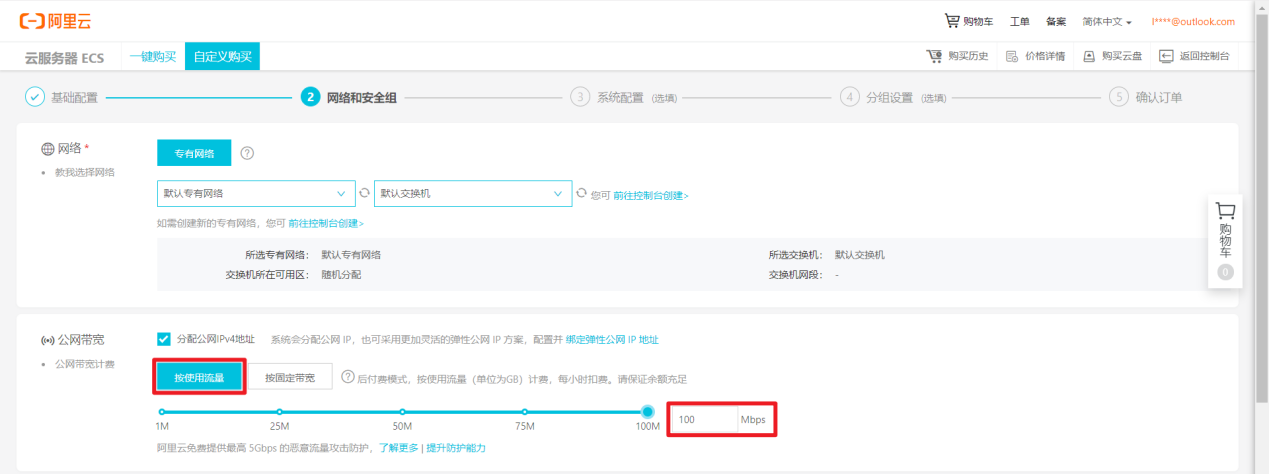 阿里云 购物车 工单 备案 简体中文 l****@outlook.com
云服务器 ECS 一键购买 自定义购买 购买历史 价格详情 购买云盘 返回控制台
基础配置 2 网络和安全组 3 系统配置 (选填) 4 分组设置 (选填) 5 确认订单
网络 * 专有网络 ?
• 教我选择网络
默认专有网络 默认交换机 您可 前往控制台创建>
如需创建新的专有网络，您可 前往控制台创建>
所选专有网络： 默认专有网络 所选交换机： 默认交换机
交换机所在可用区： 随机分配 交换机网段： -
购物车
0
公网带宽 分配公网IPv4地址 系统会分配公网 IP，也可采用更加灵活的弹性公网 IP 方案，配置并 绑定弹性公网 IP 地址
• 公网带宽计费
按使用流量 按固定带宽 ? 后付费模式，按使用流量（单位为GB）计费，每小时扣费。请保证余额充足
1M 25M 50M 75M 100M 100 Mbps
阿里云免费提供最高 5Gbps 的恶意流量攻击防护，了解更多 | 提升防护能力